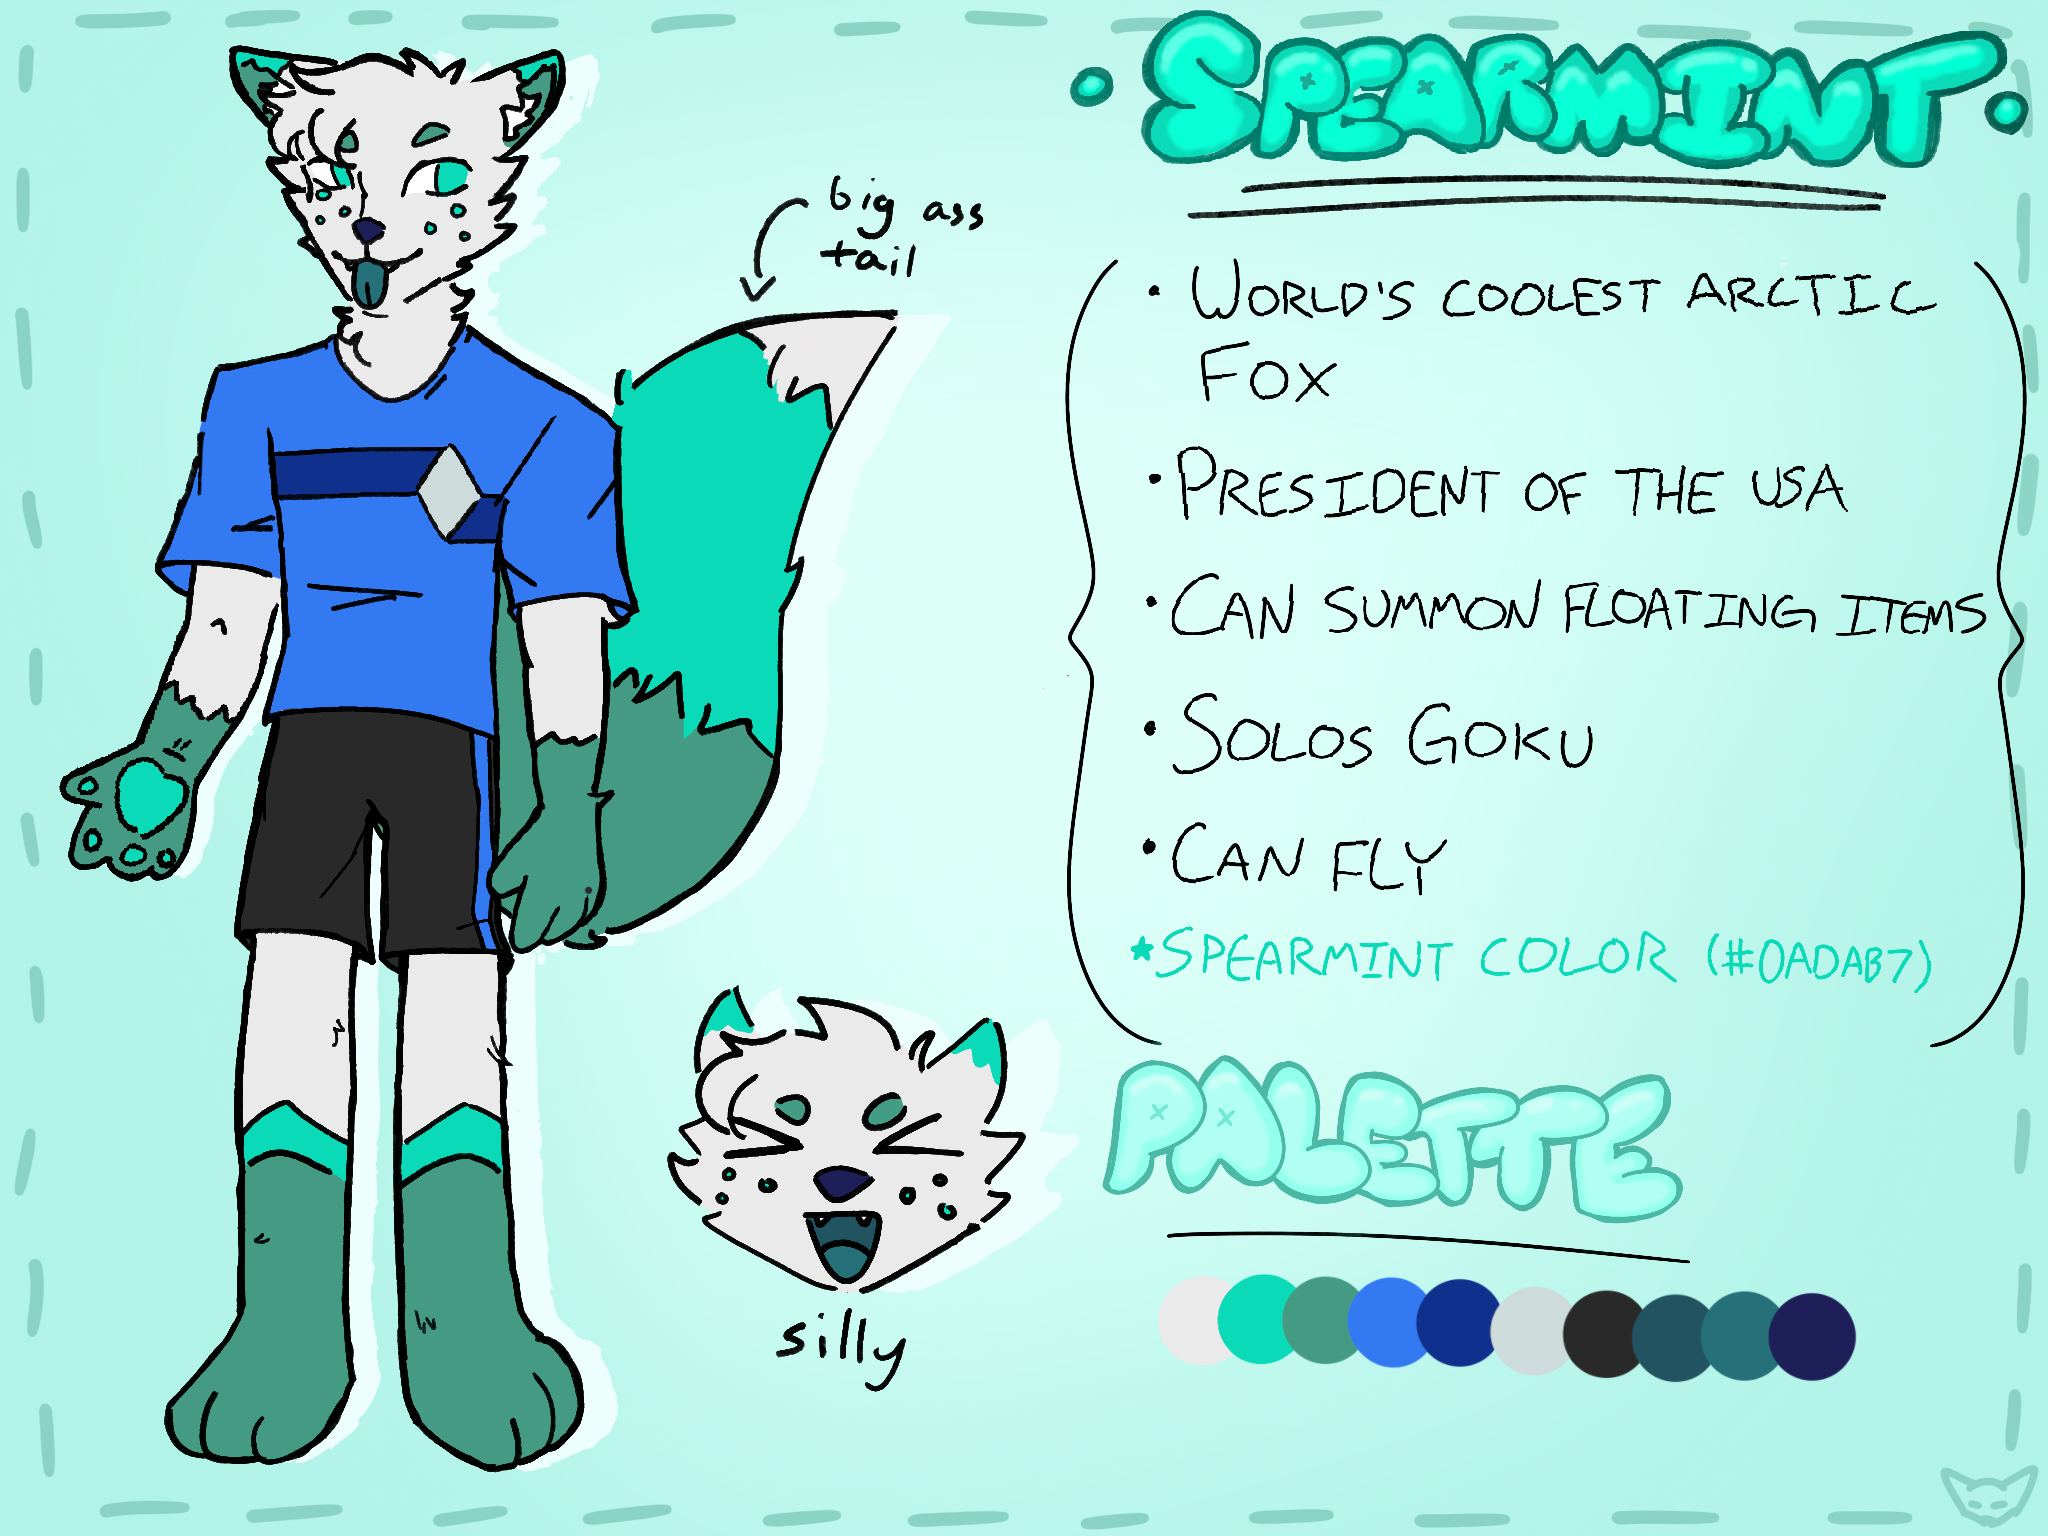 SPEARMINT
big ass
tail
• WORLD'S COOLEST ARCTIC
FOX
• PRESIDENT OF THE USA
• CAN SUMMON FLOATING ITEMS
• SOLOS GOKU
• CAN FLY
★ SPEARMINT COLOR (#0ADAB7)
silly
PALETTE